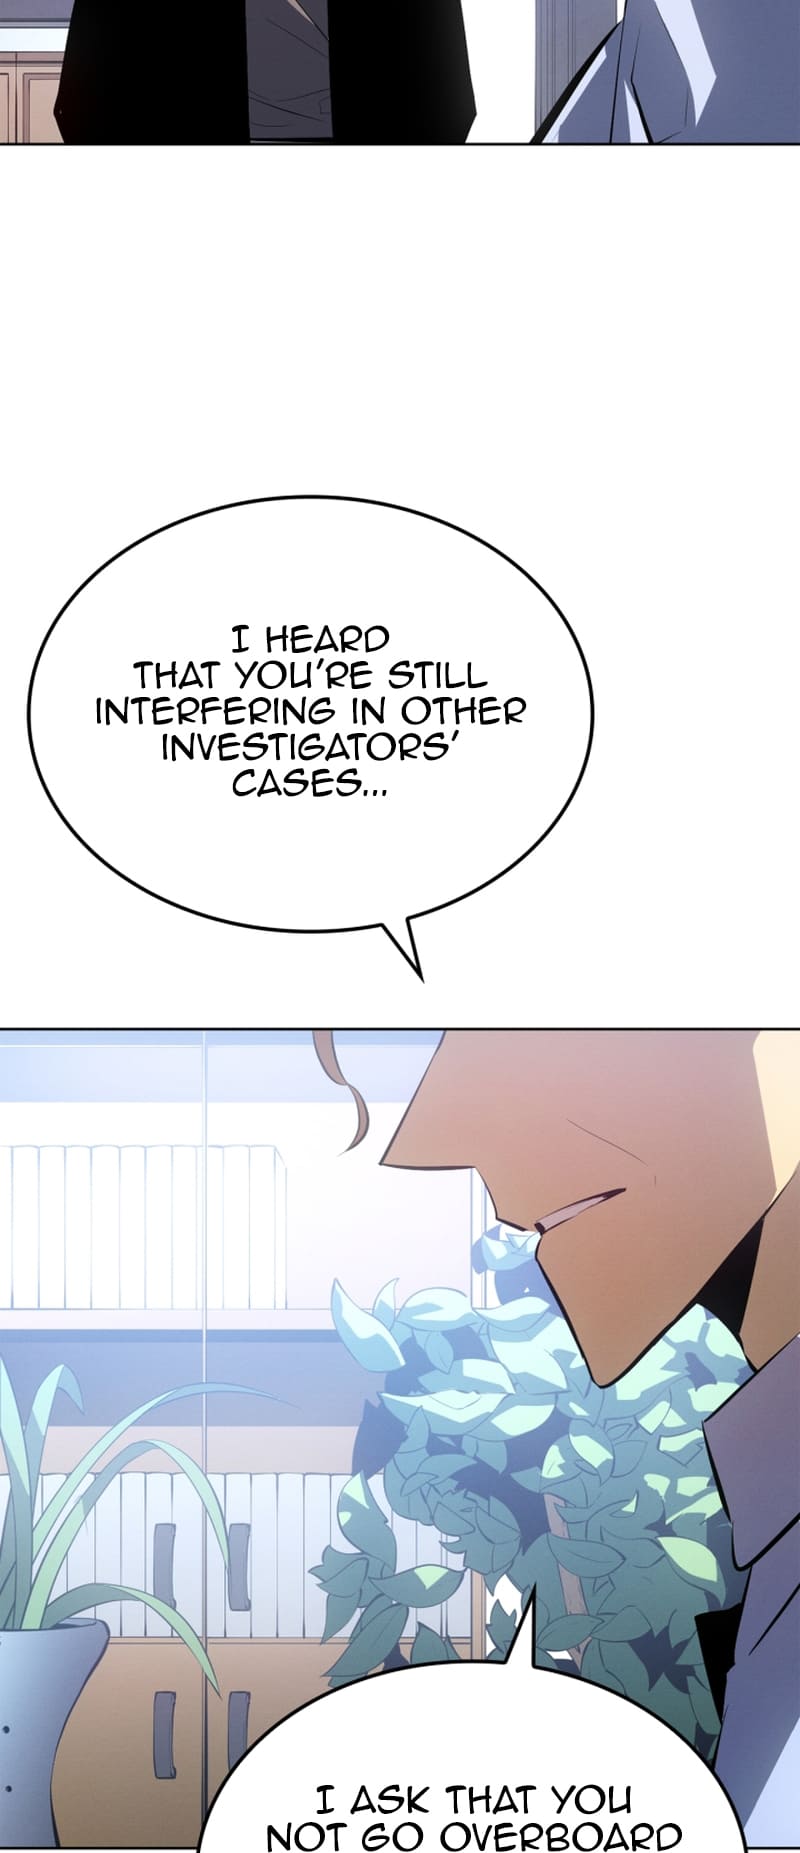 I HEARD
THAT YOU'RE STILL
INTERFERING IN OTHER
INVESTIGATORS'
CASES...
I ASK THAT YOU
NOT GO OVERBOARD